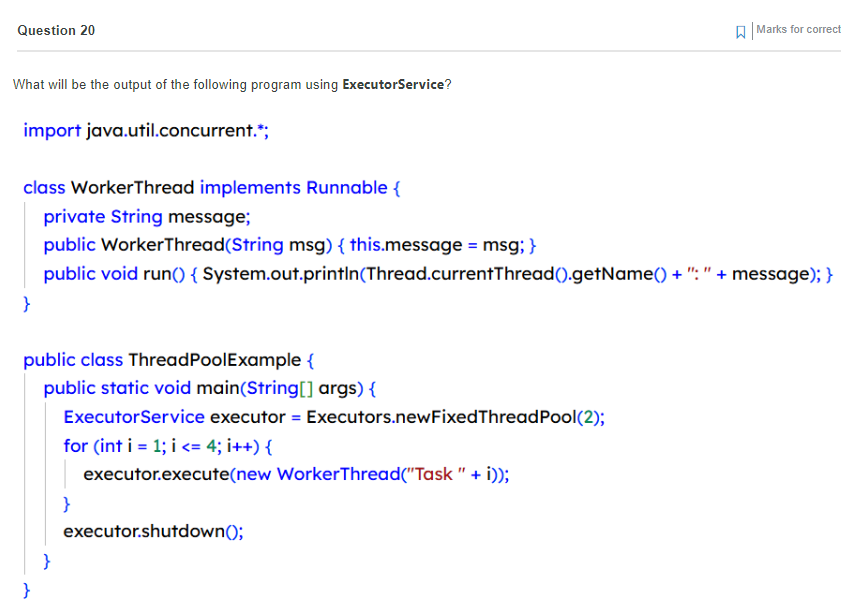 Question 20
Marks for correct
What will be the output of the following program using ExecutorService?
import java.util.concurrent.*;
class WorkerThread implements Runnable {
private String message;
public WorkerThread(String msg) { this.message = msg; }
public void run() { System.out.println(Thread.currentThread().getName() + ": " + message); }
}
public class ThreadPoolExample {
public static void main(String[] args) {
ExecutorService executor = Executors.newFixedThreadPool(2);
for (int i = 1; i <= 4; i++) {
executor.execute(new WorkerThread("Task " + i));
}
executor.shutdown();
}
}